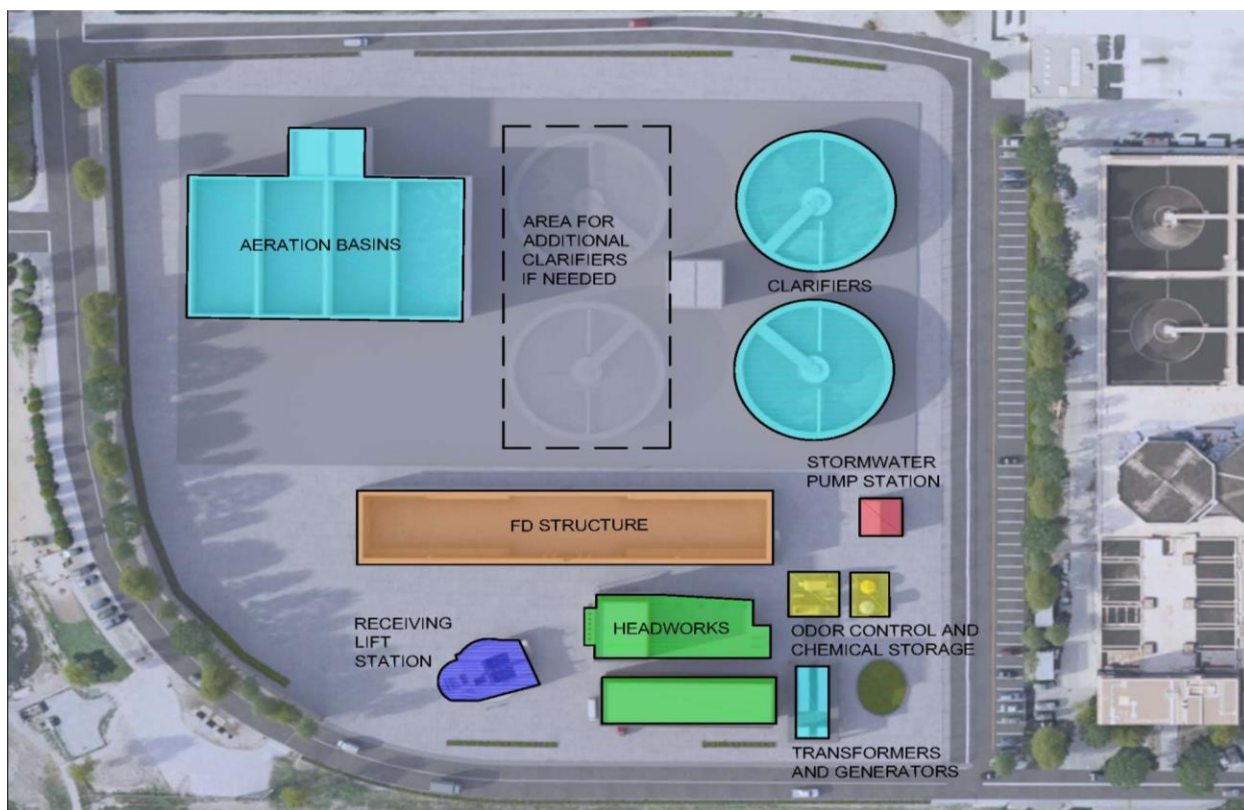 AERATION BASINS
AREA FOR
ADDITIONAL
CLARIFIERS
IF NEEDED
CLARIFIERS
STORMWATER
PUMP STATION
FD STRUCTURE
RECEIVING
LIFT
STATION
HEADWORKS
ODOR CONTROL AND
CHEMICAL STORAGE
TRANSFORMERS
AND GENERATORS